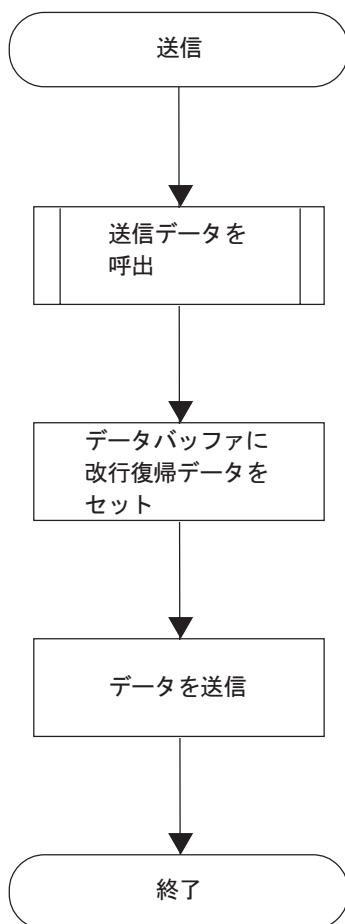 送信
送信データを
呼出
データバッファに
改行復帰データを
セット
データを送信
終了